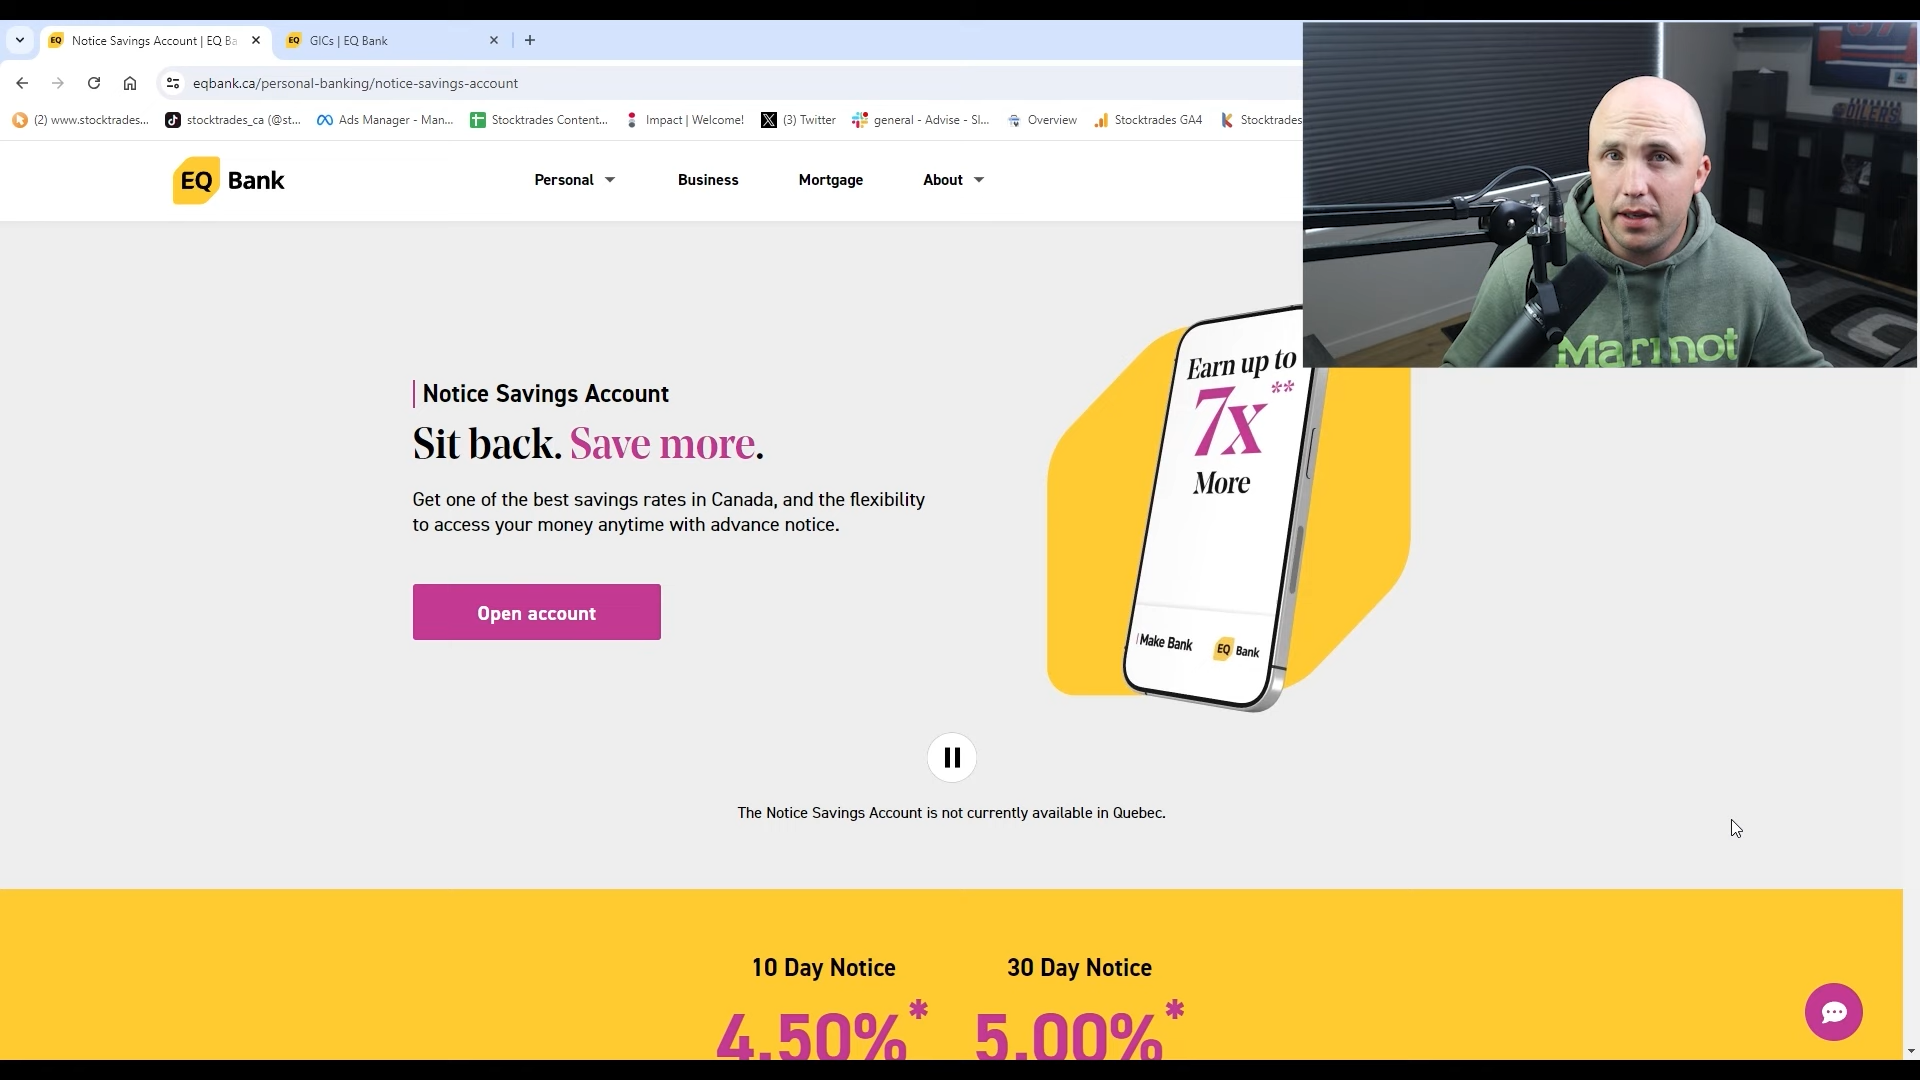 EQ
Notice Savings Account | EQ Ba
EQ
GICs | EQ Bank
eqbank.ca/personal-banking/notice-savings-account
(2) www.stocktrades...
stocktrades_ca (@st...
Ads Manager - Man...
Stocktrades Content...
Impact | Welcome!
(3) Twitter
general - Advise - Sl...
Overview
Stocktrades GA4
Stocktrades
OILERS
EQ Bank
Personal
Business
Mortgage
About
Marmot
Earn up to
7x**
More
Make Bank
EQ Bank
Notice Savings Account
Sit back. Save more.
Get one of the best savings rates in Canada, and the flexibility
to access your money anytime with advance notice.
Open account
The Notice Savings Account is not currently available in Quebec.
10 Day Notice
30 Day Notice
4.50%*
5.00%*